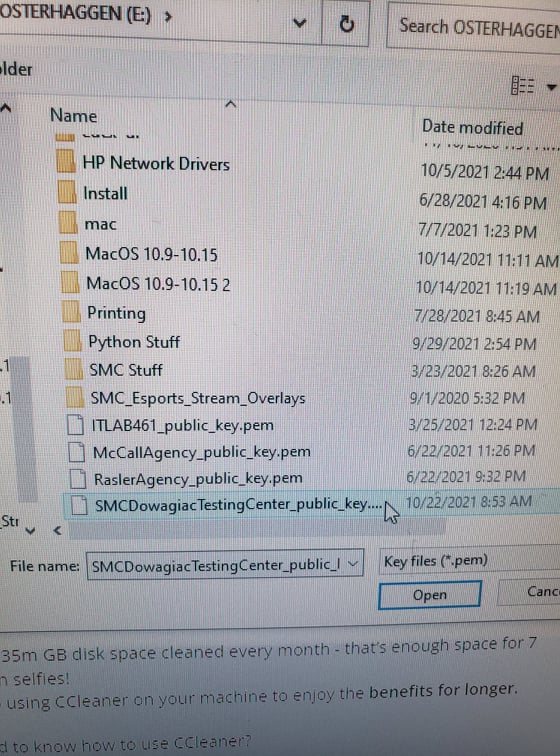 OSTERHAGGEN (E:)
Search OSTERHAGGEN
older
Name
Date modified
HP Network Drivers 10/5/2021 2:44 PM
Install 6/28/2021 4:16 PM
mac 7/7/2021 1:23 PM
MacOS 10.9-10.15 10/14/2021 11:11 AM
MacOS 10.9-10.15 2 10/14/2021 11:19 AM
Printing 7/28/2021 8:45 AM
Python Stuff 9/29/2021 2:54 PM
SMC Stuff 3/23/2021 8:26 AM
SMC_Esports_Stream_Overlays 9/1/2020 5:32 PM
ITLAB461_public_key.pem 3/25/2021 12:24 PM
McCallAgency_public_key.pem 6/22/2021 11:26 PM
RaslerAgency_public_key.pem 6/22/2021 9:32 PM
SMCDowagiacTestingCenter_public_key.... 10/22/2021 8:53 AM
File name: SMCDowagiacTestingCenter_public_l Key files (*.pem)
Open Canc
35m GB disk space cleaned every month - that's enough space for 7
n selfies!
using CCleaner on your machine to enjoy the benefits for longer.
d to know how to use CCleaner?